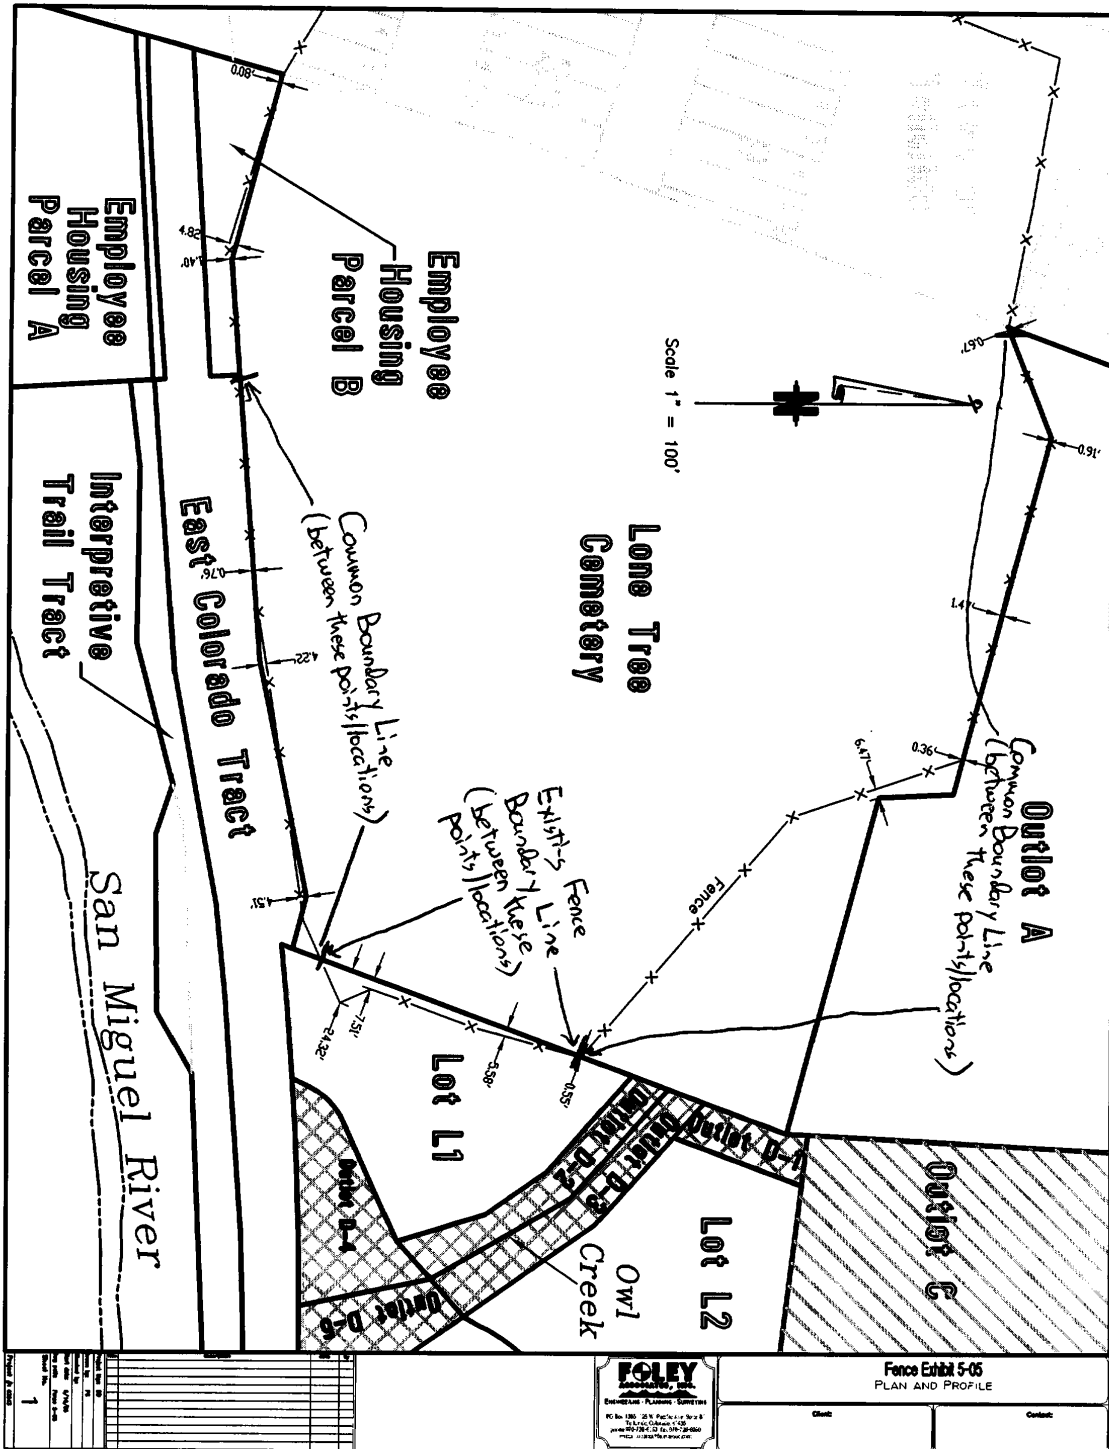 0.08'
Employee
Housing
Parcel A
Employee
Housing
Parcel B
4.82'
Scale 1" = 100'
N
0.67'
0.91'
Lone Tree
Cemetery
Outlot A
Interpretive
Trail Tract
East Colorado Tract
0.76'
4.22'
4.51'
1.47'
0.36'
6.47'
Common Boundary Line
(between these points/locations)
Common Boundary Line
(between these points/locations)
Existing Fence
Boundary Line
(between these
points/locations)
Fence
San Miguel River
24.32'
7.51'
5.58'
0.55'
Lot L1
Lot L2
Outlot D-1
Outlot D-2
Outlot D-3
Outlot D-4
Outlot D-5
Outlot C
Owl
Creek
FOLEY
ASSOCIATES, INC.
ENGINEERING · PLANNING · SURVEYING
Fence Exhibit 5-05
PLAN AND PROFILE
Client:
Contact:
Sheet No.
1